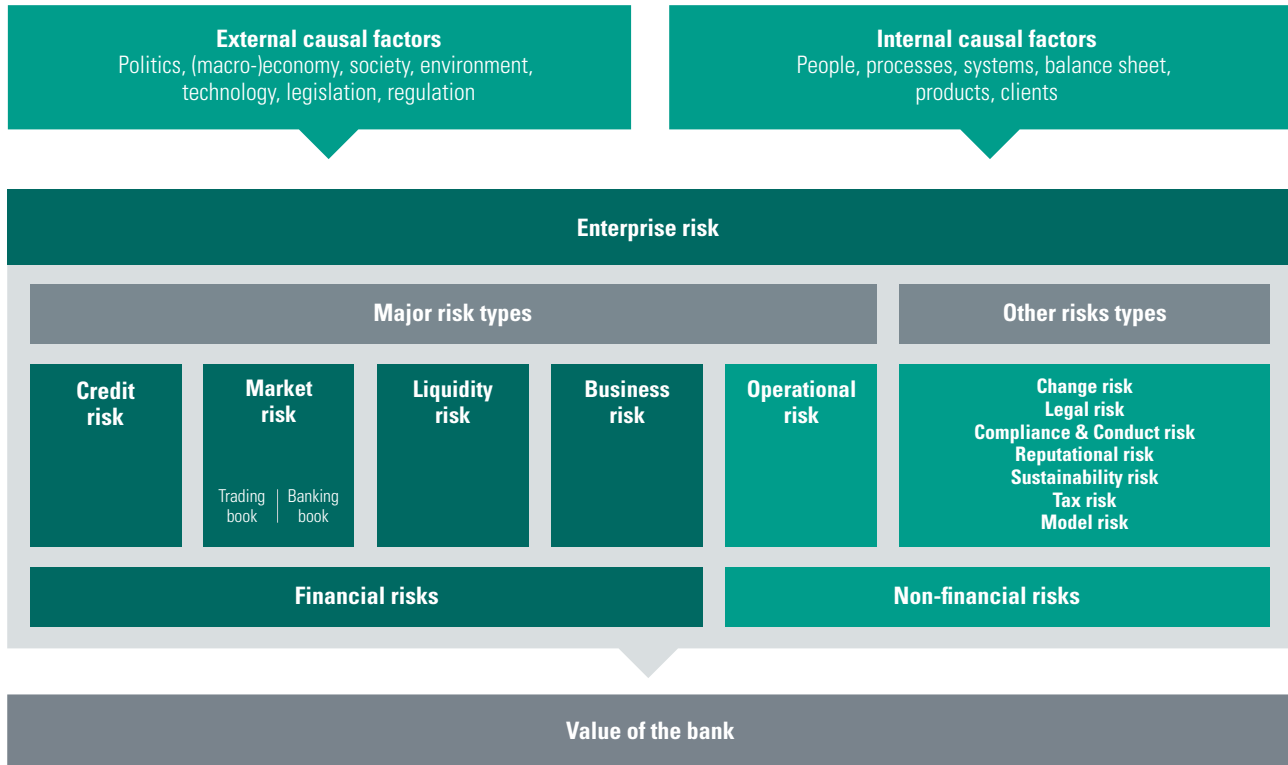 External causal factors
Politics, (macro-)economy, society, environment,
technology, legislation, regulation
Internal causal factors
People, processes, systems, balance sheet,
products, clients
Enterprise risk
Major risk types
Other risks types
Credit
risk
Market
risk
Trading
book
Banking
book
Liquidity
risk
Business
risk
Operational
risk
Change risk
Legal risk
Compliance & Conduct risk
Reputational risk
Sustainability risk
Tax risk
Model risk
Financial risks
Non-financial risks
Value of the bank